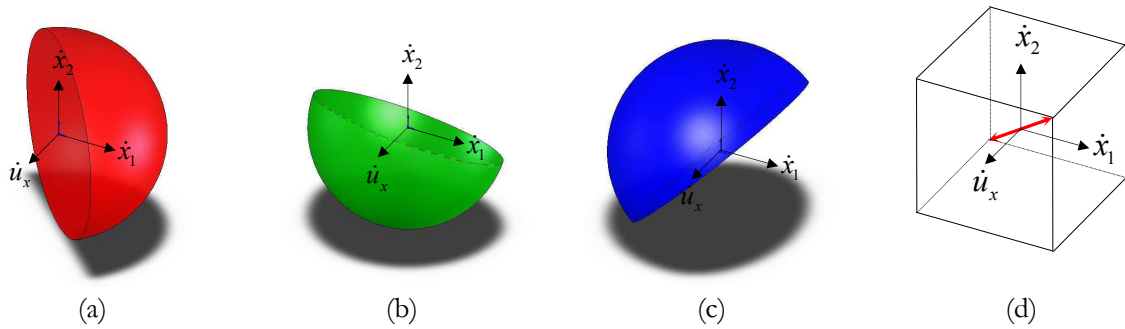 ẋ₂
ẋ₁
u̇ₓ
ẋ₂
ẋ₁
u̇ₓ
ẋ₂
ẋ₁
u̇ₓ
ẋ₂
ẋ₁
u̇ₓ
(a) (b) (c) (d)